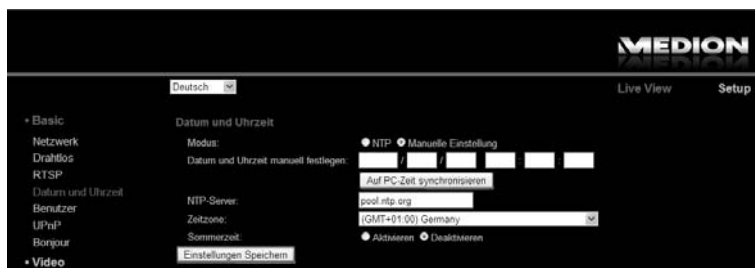 MEDION
Deutsch
Live View Setup
• Basic
Netzwerk
Drahtlos
RTSP
Datum und Uhrzeit
Benutzer
UPnP
Bonjour
• Video
Datum und Uhrzeit
Modus: NTP Manuelle Einstellung
Datum und Uhrzeit manuell festlegen: / / : :
Auf PC-Zeit synchronisieren
NTP-Server: pool.ntp.org
Zeitzone: (GMT+01:00) Germany
Sommerzeit: Aktivieren Deaktivieren
Einstellungen Speichern